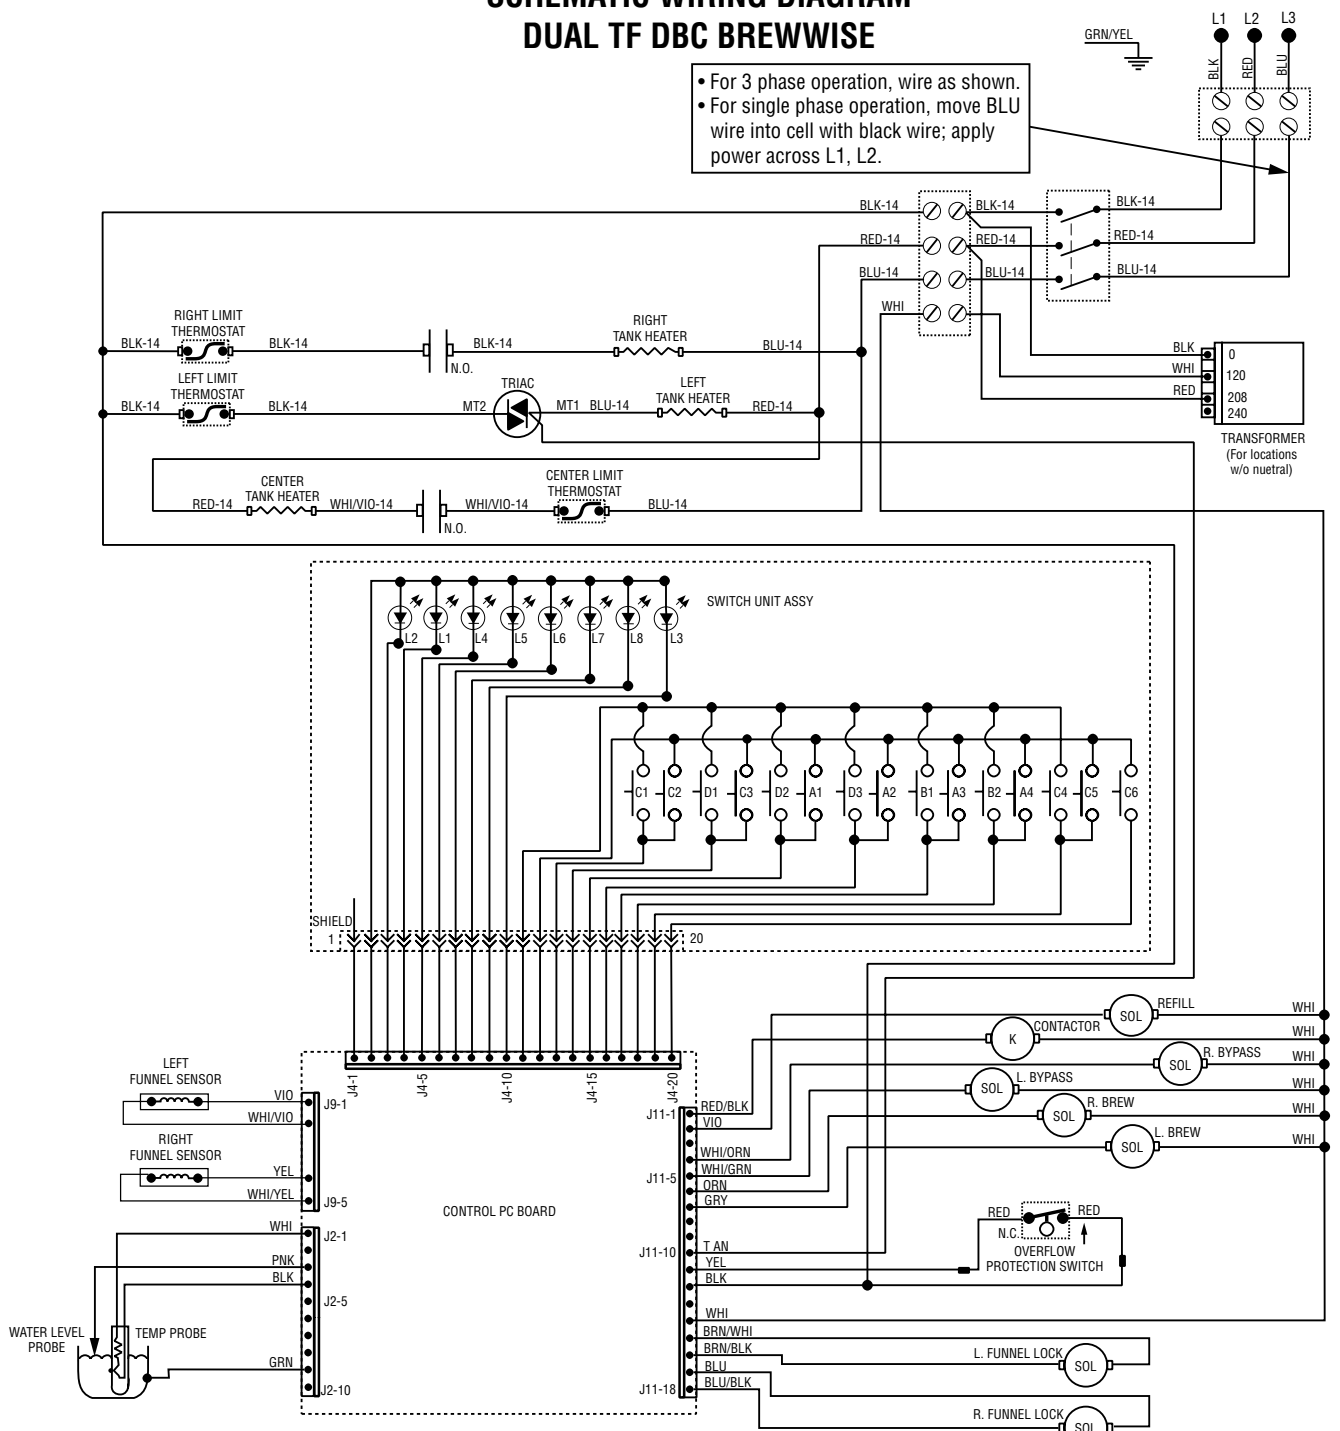 SCHEMATIC WIRING DIAGRAM
DUAL TF DBC BREWWISE
GRN/YEL
L1 L2 L3
BLK RED BLU
• For 3 phase operation, wire as shown.
• For single phase operation, move BLU
wire into cell with black wire; apply
power across L1, L2.
BLK-14 BLK-14 BLK-14
RED-14 RED-14 RED-14
BLU-14 BLU-14 BLU-14
WHI
RIGHT LIMIT
THERMOSTAT
BLK-14 BLK-14 N.O. BLK-14
RIGHT
TANK HEATER
BLU-14
LEFT LIMIT
THERMOSTAT
BLK-14 BLK-14
TRIAC
MT2 MT1 BLU-14
LEFT
TANK HEATER
RED-14
BLK 0
WHI 120
RED 208
240
TRANSFORMER
(For locations
w/o nuetral)
CENTER
TANK HEATER
RED-14 WHI/VIO-14 N.O. WHI/VIO-14
CENTER LIMIT
THERMOSTAT
BLU-14
SWITCH UNIT ASSY
L2 L1 L4 L5 L6 L7 L8 L3
C1 C2 D1 C3 D2 A1 D3 A2 B1 A3 B2 A4 C4 C5 C6
SHIELD
1 20
J4-1 J4-5 J4-10 J4-15 J4-20
LEFT
FUNNEL SENSOR
VIO J9-1
WHI/VIO
RIGHT
FUNNEL SENSOR
YEL
WHI/YEL J9-5
WHI J2-1
PNK
BLK
J2-5
WATER LEVEL
PROBE
TEMP PROBE
GRN
J2-10
CONTROL PC BOARD
J11-1 RED/BLK
VIO
WHI/ORN
J11-5 WHI/GRN
ORN
GRY
J11-10 T AN
YEL
BLK
WHI
BRN/WHI
BRN/BLK
BLU
J11-18 BLU/BLK
SOL REFILL WHI
K CONTACTOR WHI
SOL R. BYPASS WHI
SOL L. BYPASS WHI
SOL R. BREW WHI
SOL L. BREW WHI
RED RED
N.C.
OVERFLOW
PROTECTION SWITCH
L. FUNNEL LOCK SOL
R. FUNNEL LOCK SOL